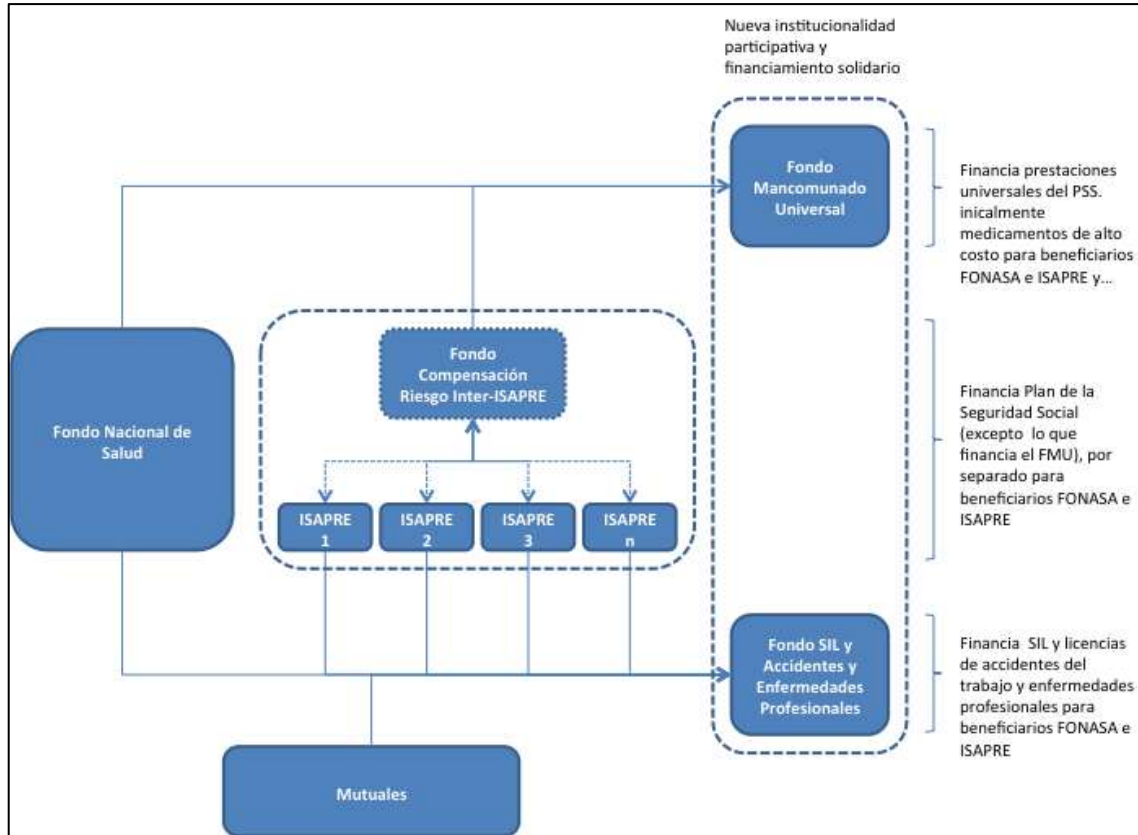 Nueva institucionalidad
participativa y
financiamiento solidario
Fondo
Mancomunado
Universal
Financia prestaciones
universales del PSS.
inicalmente
medicamentos de alto
costo para beneficiarios
FONASA e ISAPRE y...
Fondo Nacional de
Salud
Fondo
Compensación
Riesgo Inter-ISAPRE
ISAPRE
1
ISAPRE
2
ISAPRE
3
ISAPRE
n
Financia Plan de la
Seguridad Social
(excepto lo que
financia el FMU), por
separado para
beneficiarios FONASA e
ISAPRE
Fondo SIL y
Accidentes y
Enfermedades
Profesionales
Financia SIL y licencias
de accidentes del
trabajo y enfermedades
profesionales para
beneficiarios FONASA e
ISAPRE
Mutuales